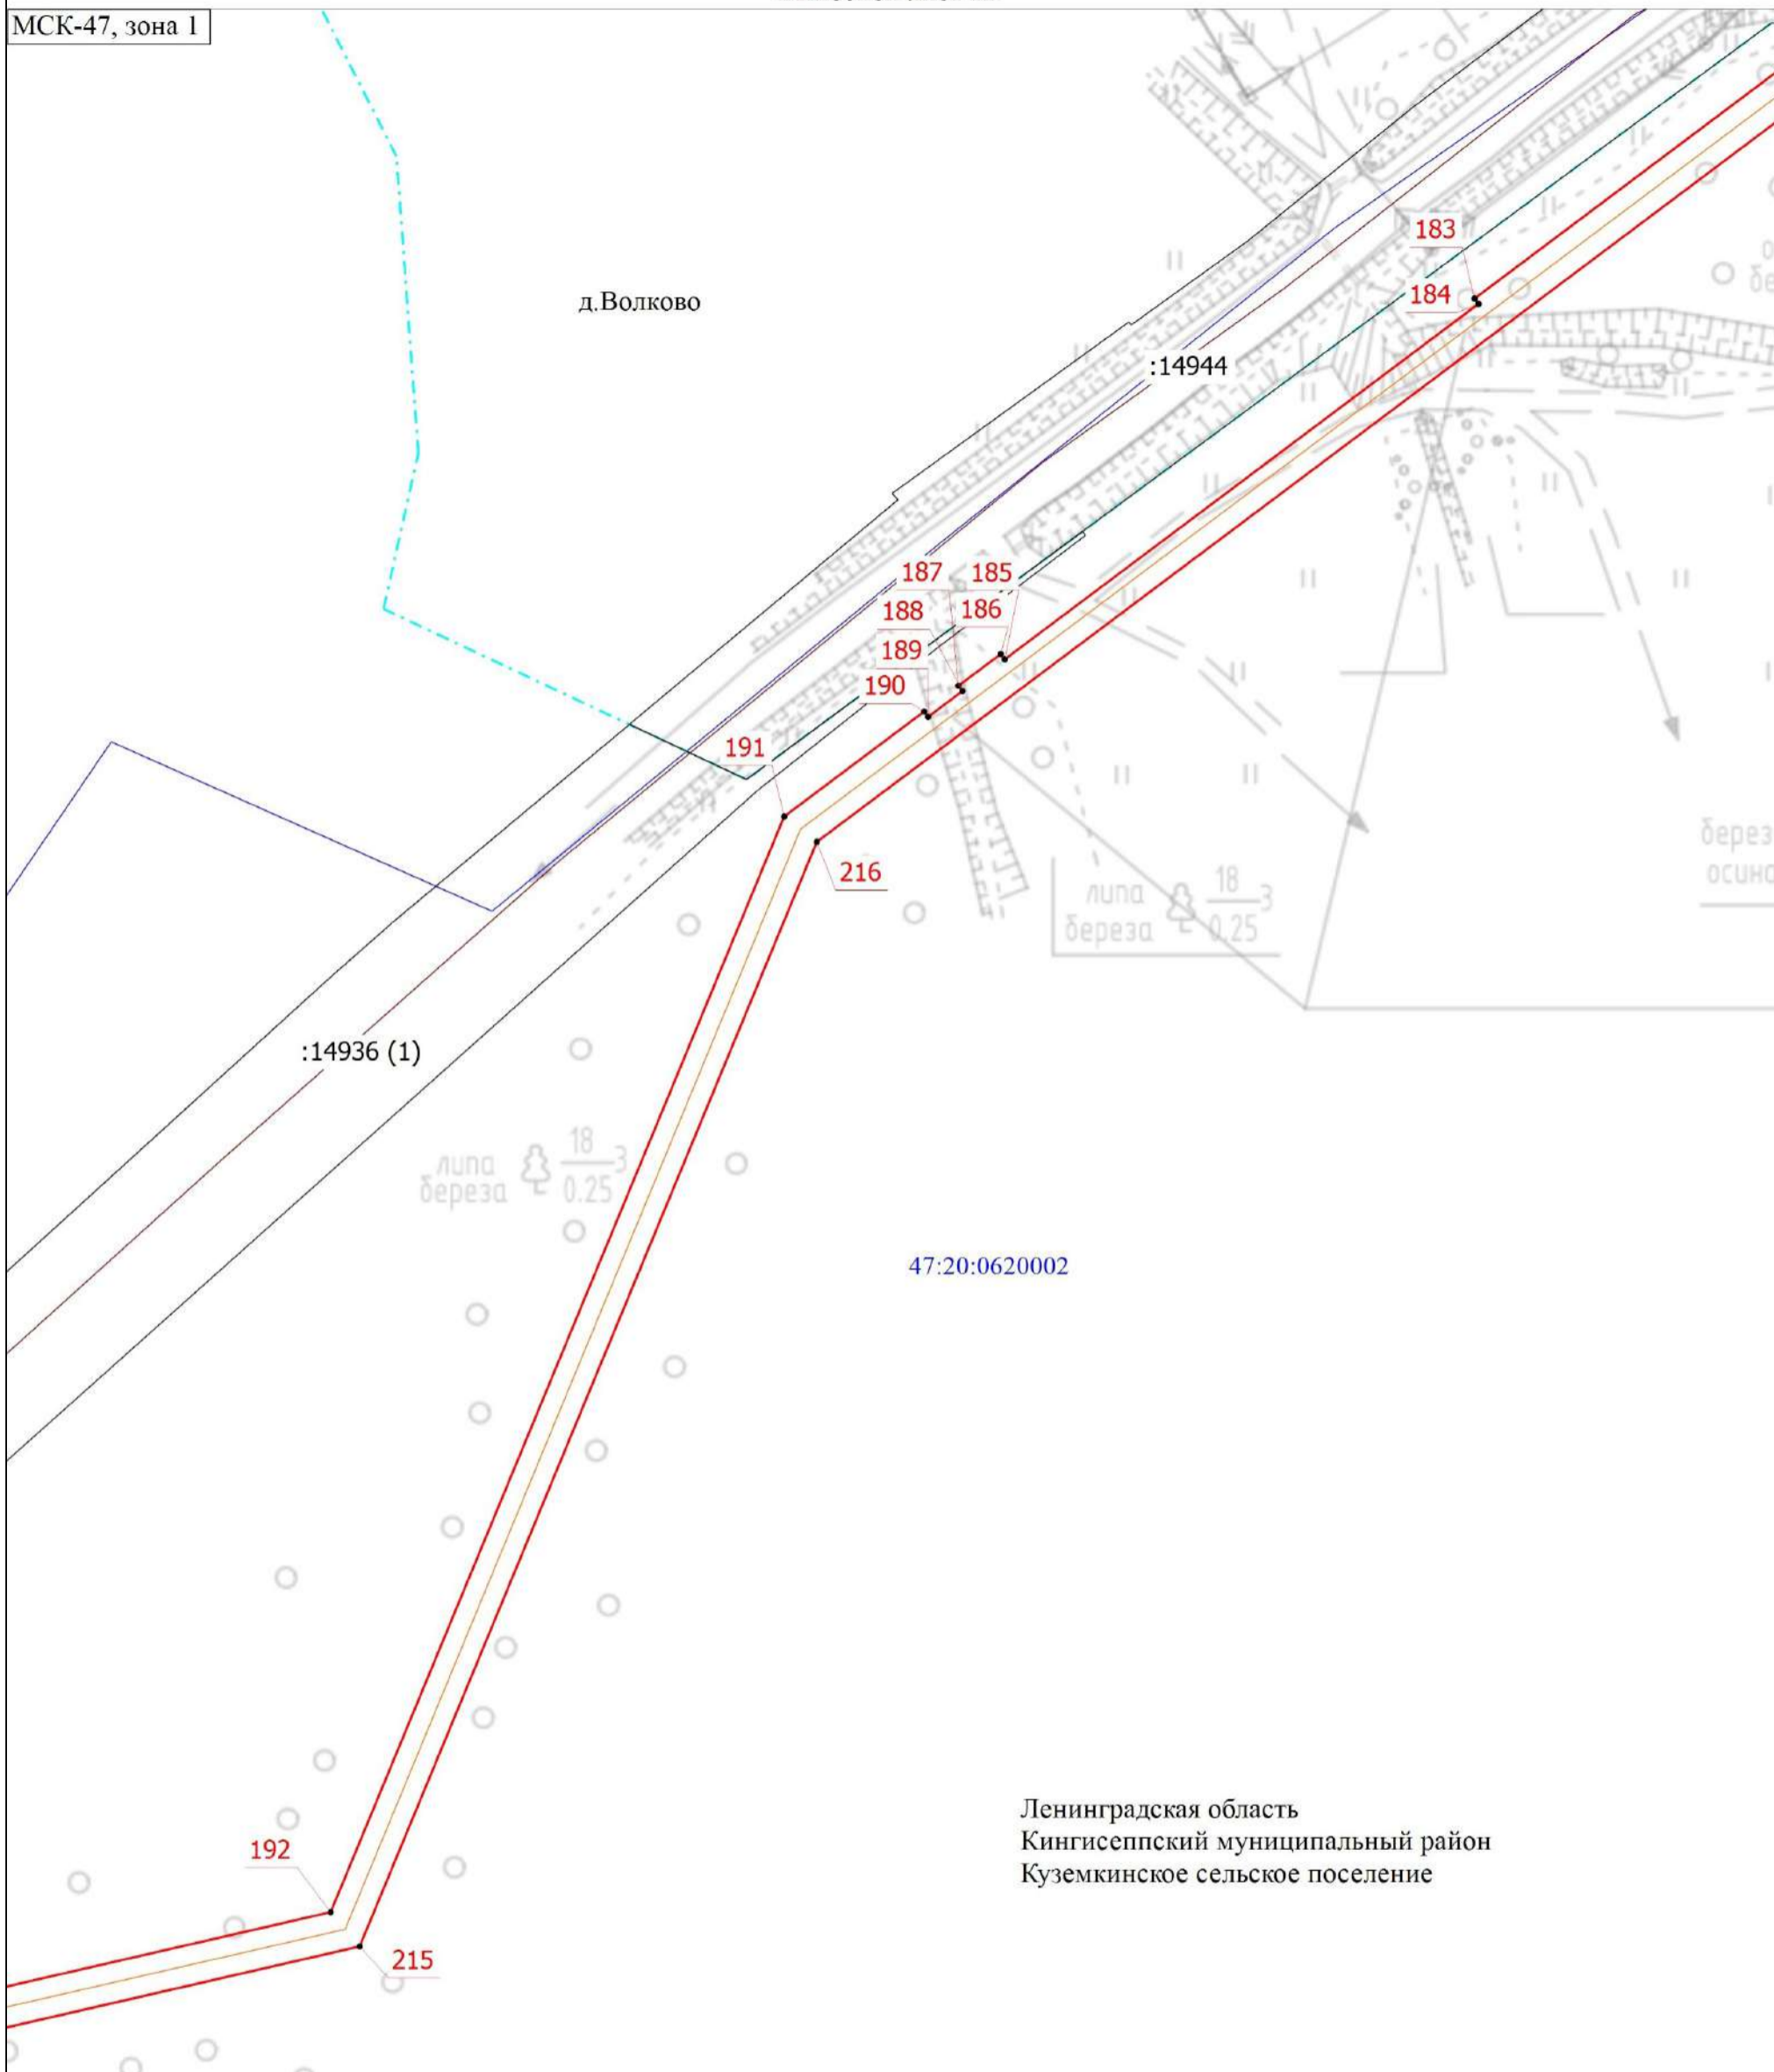 МСК-47, зона 1
д.Волково
183
184
:14944
187 185
188 186
189
190
191
216
липа
береза
18
0.25
3
:14936 (1)
липа
береза
18
0.25
3
47:20:0620002
Ленинградская область
Кингисеппский муниципальный район
Куземкинское сельское поселение
192
215